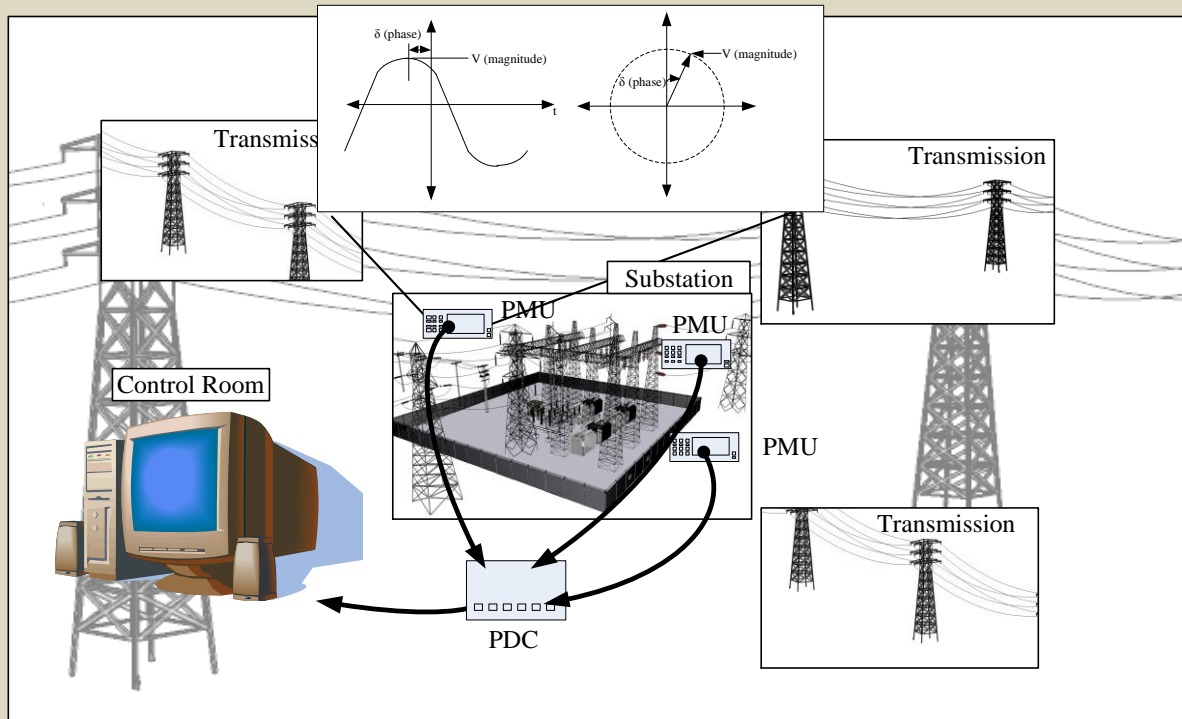 δ (phase)
V (magnitude)
t
V (magnitude)
δ (phase)
Transmiss
Transmission
Substation
PMU
PMU
Control Room
PMU
Transmission
PDC